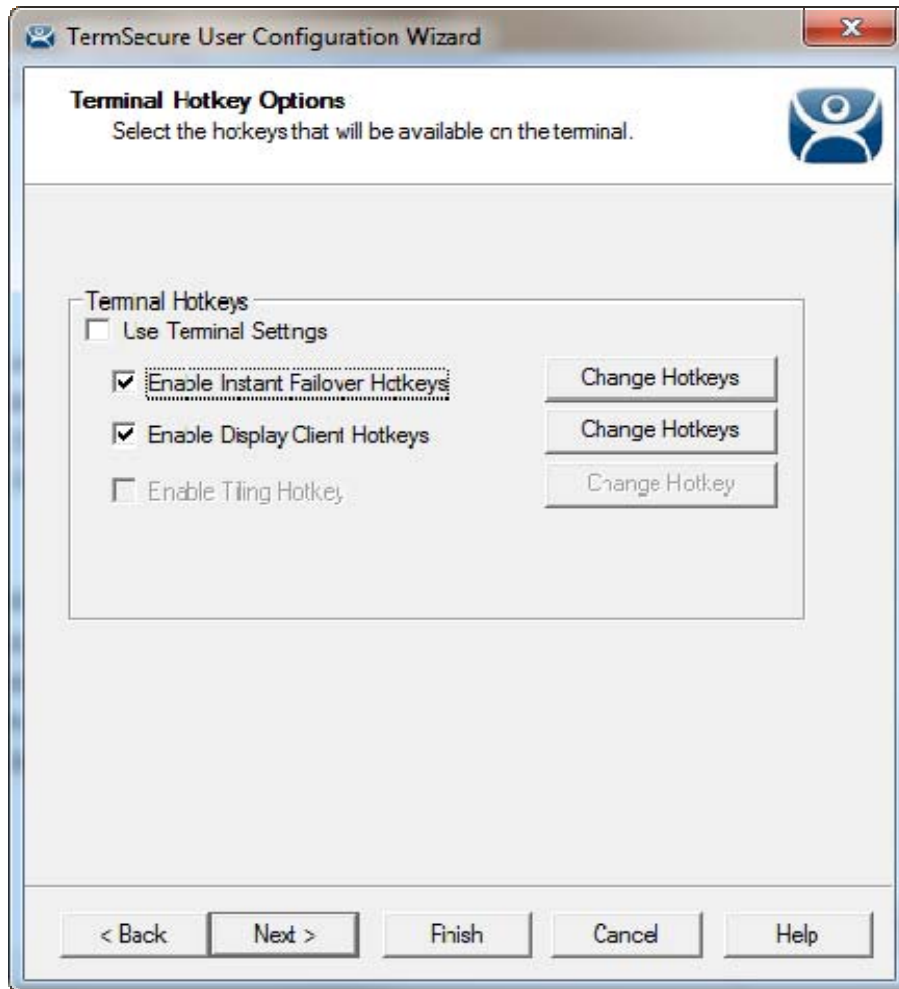 TermSecure User Configuration Wizard
Terminal Hotkey Options
Select the hotkeys that will be available on the terminal.
Terminal Hotkeys
Use Terminal Settings
Enable Instant Failover Hotkeys
Change Hotkeys
Enable Display Client Hotkeys
Change Hotkeys
Enable Tiling Hotkey
Change Hotkey
< Back
Next >
Finish
Cancel
Help